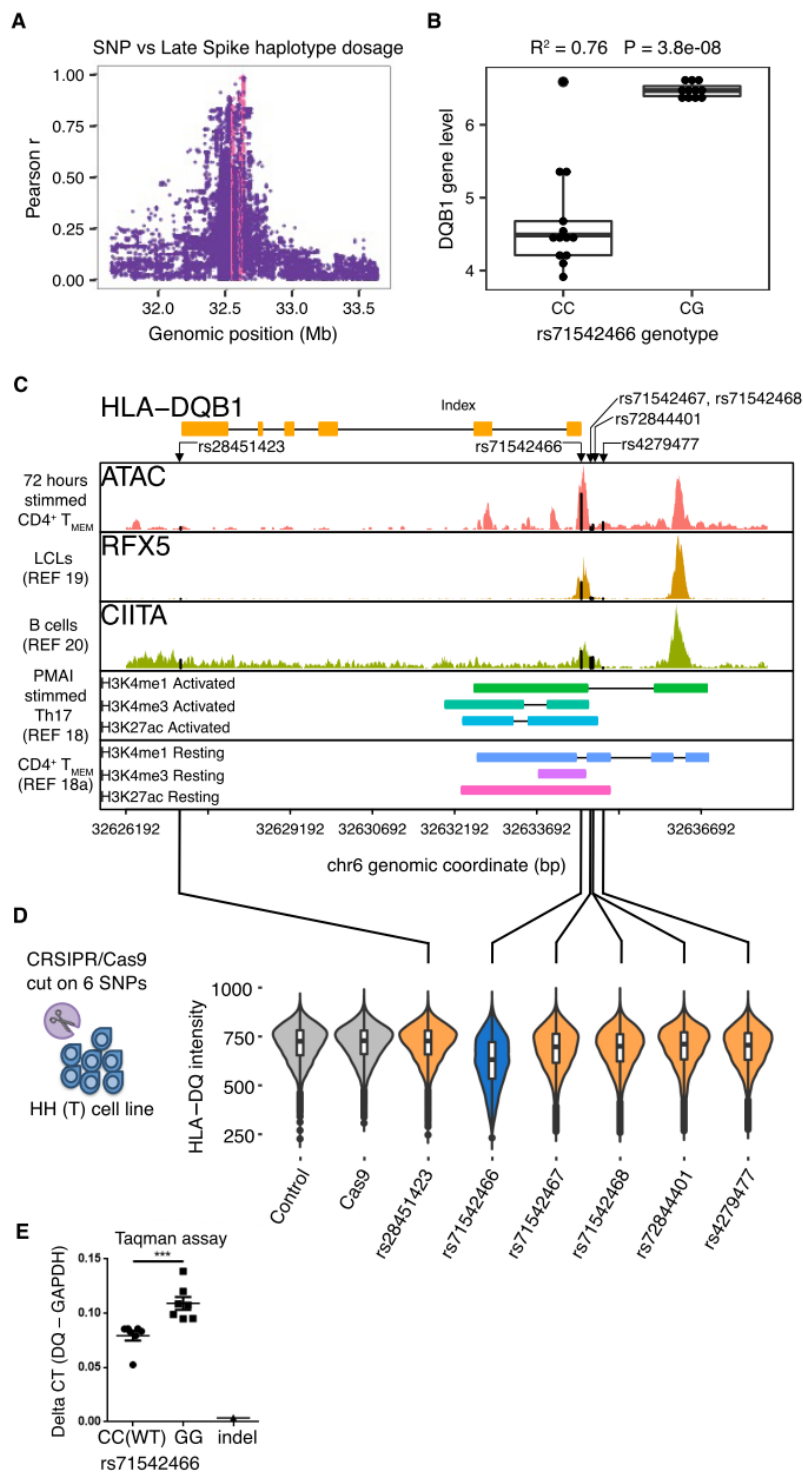 A
SNP vs Late Spike haplotype dosage
1.00
0.75
0.50
0.25
0.00
Pearson r
32.0 32.5 33.0 33.5
Genomic position (Mb)
B
R² = 0.76 P = 3.8e-08
6
5
4
DQB1 gene level
CC CG
rs71542466 genotype
C
HLA−DQB1
Index
rs71542467, rs71542468
rs72844401
rs28451423
rs71542466
rs4279477
72 hours
stimmed
CD4⁺ T_MEM
ATAC
LCLs
(REF 19)
RFX5
B cells
(REF 20)
CIITA
PMAI
stimmed
Th17
(REF 18)
H3K4me1 Activated
H3K4me3 Activated
H3K27ac Activated
CD4⁺ T_MEM
(REF 18a)
H3K4me1 Resting
H3K4me3 Resting
H3K27ac Resting
32626192 32629192 32630692 32632192 32633692 32636692
chr6 genomic coordinate (bp)
D
CRSIPR/Cas9
cut on 6 SNPs
HH (T) cell line
1000
750
500
250
HLA−DQ intensity
Control
Cas9
rs28451423
rs71542466
rs71542467
rs71542468
rs72844401
rs4279477
E
Taqman assay
***
0.15
0.10
0.05
0.00
Delta CT (DQ − GAPDH)
CC(WT) GG indel
rs71542466